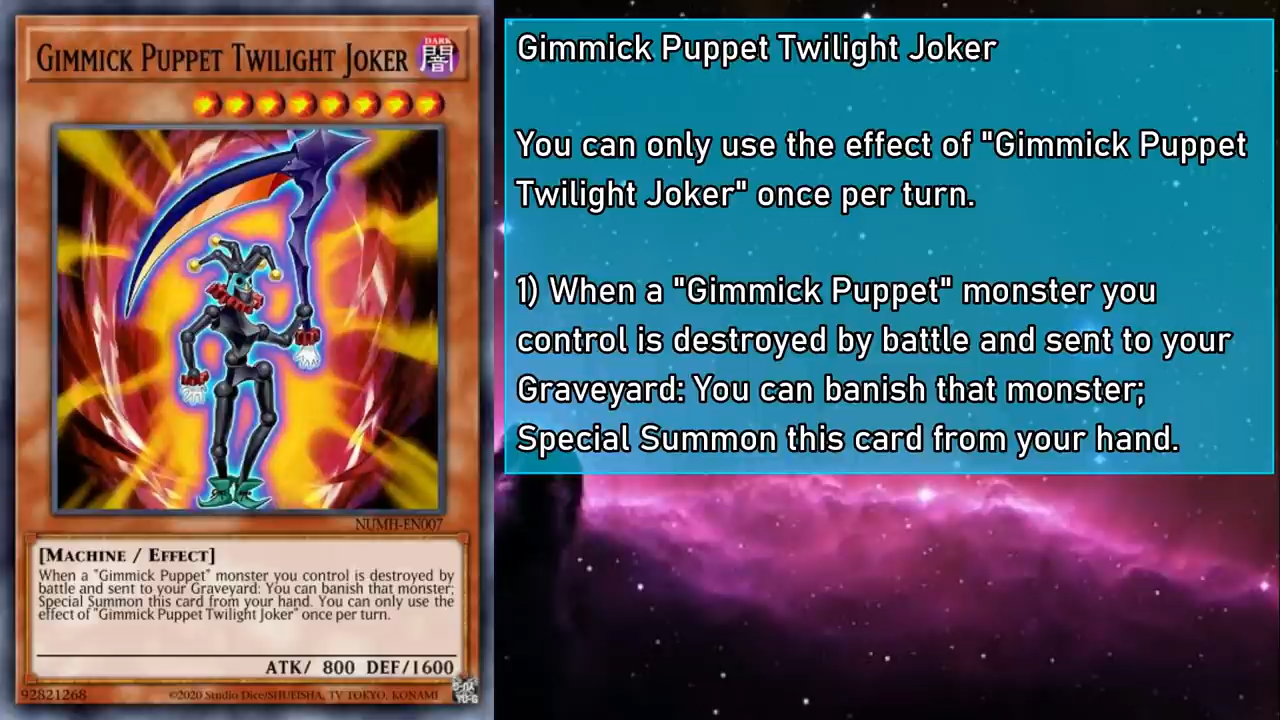 GIMMICK PUPPET TWILIGHT JOKER
DARK
闇
NUMH-EN007
[MACHINE / EFFECT]
When a "Gimmick Puppet" monster you control is destroyed by
battle and sent to your Graveyard: You can banish that monster;
Special Summon this card from your hand. You can only use the
effect of "Gimmick Puppet Twilight Joker" once per turn.
ATK/ 800 DEF/1600
92821268
©2020 Studio Dice/SHUEISHA, TV TOKYO, KONAMI
Gimmick Puppet Twilight Joker
You can only use the effect of "Gimmick Puppet
Twilight Joker" once per turn.
1) When a "Gimmick Puppet" monster you
control is destroyed by battle and sent to your
Graveyard: You can banish that monster;
Special Summon this card from your hand.